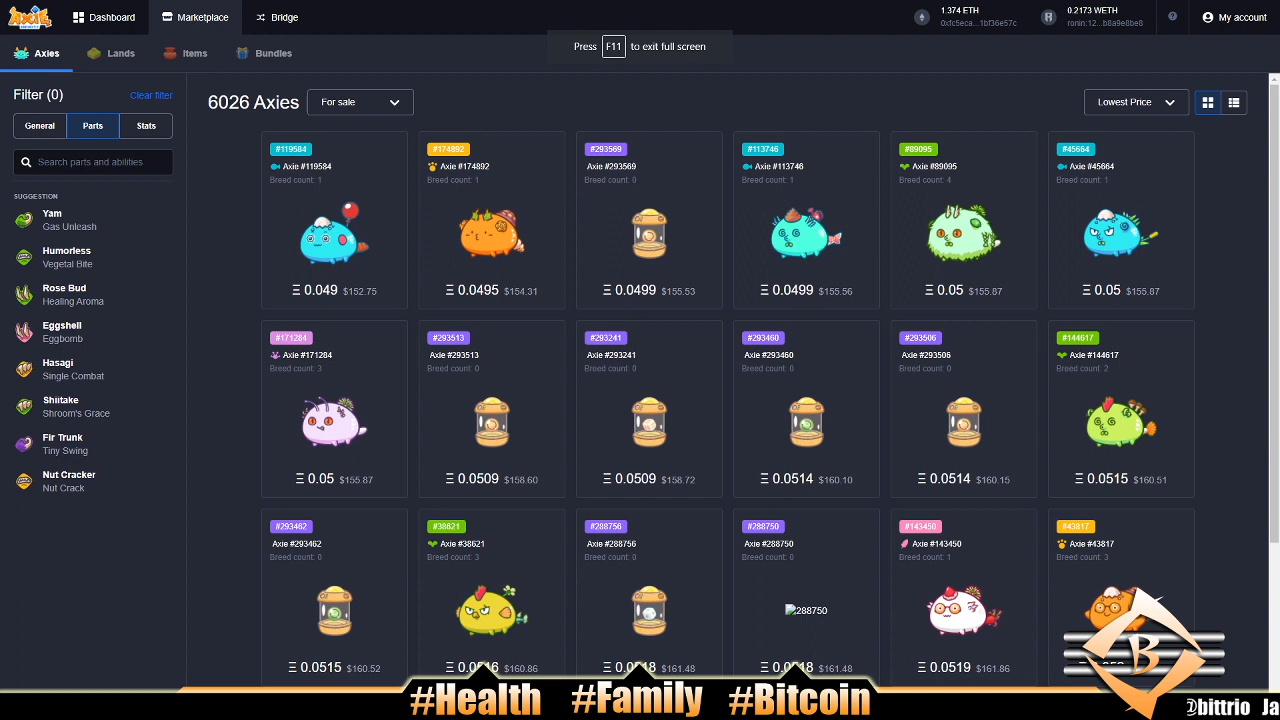 AXIE
Dashboard
Marketplace
Bridge
1.374 ETH
0xfc5eca...1bf36e57c
0.2173 WETH
ronin:12...b8a9e8be8
My account
Axies
Lands
Items
Bundles
Press F11 to exit full screen
Filter (0)
Clear filter
General
Parts
Stats
Search parts and abilities
SUGGESTION
Yam
Gas Unleash
Humorless
Vegetal Bite
Rose Bud
Healing Aroma
Eggshell
Eggbomb
Hasagi
Single Combat
Shiitake
Shroom's Grace
Fir Trunk
Tiny Swing
Nut Cracker
Nut Crack
6026 Axies
For sale
Lowest Price
#119584
Axie #119584
Breed count: 1
Ξ 0.049 $152.75
#174892
Axie #174892
Breed count: 1
Ξ 0.0495 $154.31
#293569
Axie #293569
Breed count: 0
Ξ 0.0499 $155.53
#113746
Axie #113746
Breed count: 1
Ξ 0.0499 $155.56
#89095
Axie #89095
Breed count: 4
Ξ 0.05 $155.87
#45664
Axie #45664
Breed count: 1
Ξ 0.05 $155.87
#171284
Axie #171284
Breed count: 3
Ξ 0.05 $155.87
#293513
Axie #293513
Breed count: 0
Ξ 0.0509 $158.60
#293241
Axie #293241
Breed count: 0
Ξ 0.0509 $158.72
#293460
Axie #293460
Breed count: 0
Ξ 0.0514 $160.10
#293506
Axie #293506
Breed count: 0
Ξ 0.0514 $160.15
#144617
Axie #144617
Breed count: 2
Ξ 0.0515 $160.51
#293462
Axie #293462
Breed count: 0
Ξ 0.0515 $160.52
#38621
Axie #38621
Breed count: 3
$160.86
#288756
Axie #288756
Breed count: 0
$161.48
#288750
Axie #288750
Breed count: 0
288750
$161.48
#143450
Axie #143450
Breed count: 1
Ξ 0.0519 $161.86
#43817
Axie #43817
Breed count: 3
B
#Health
#Family
#Bitcoin
@bittrio_Ja